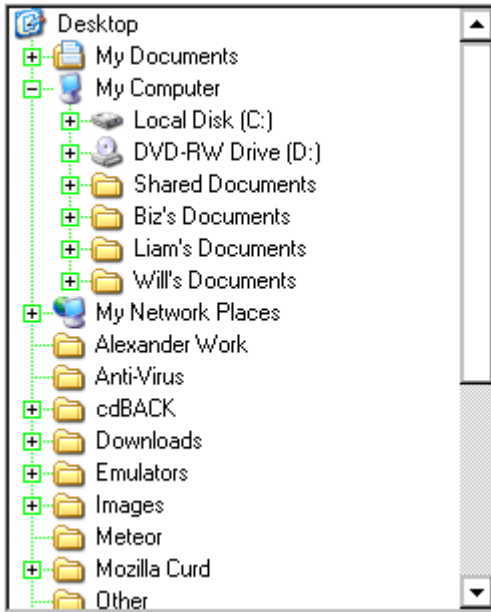 Desktop
My Documents
My Computer
Local Disk (C:)
DVD-RW Drive (D:)
Shared Documents
Biz's Documents
Liam's Documents
Will's Documents
My Network Places
Alexander Work
Anti-Virus
cdBACK
Downloads
Emulators
Images
Meteor
Mozilla Curd
Other